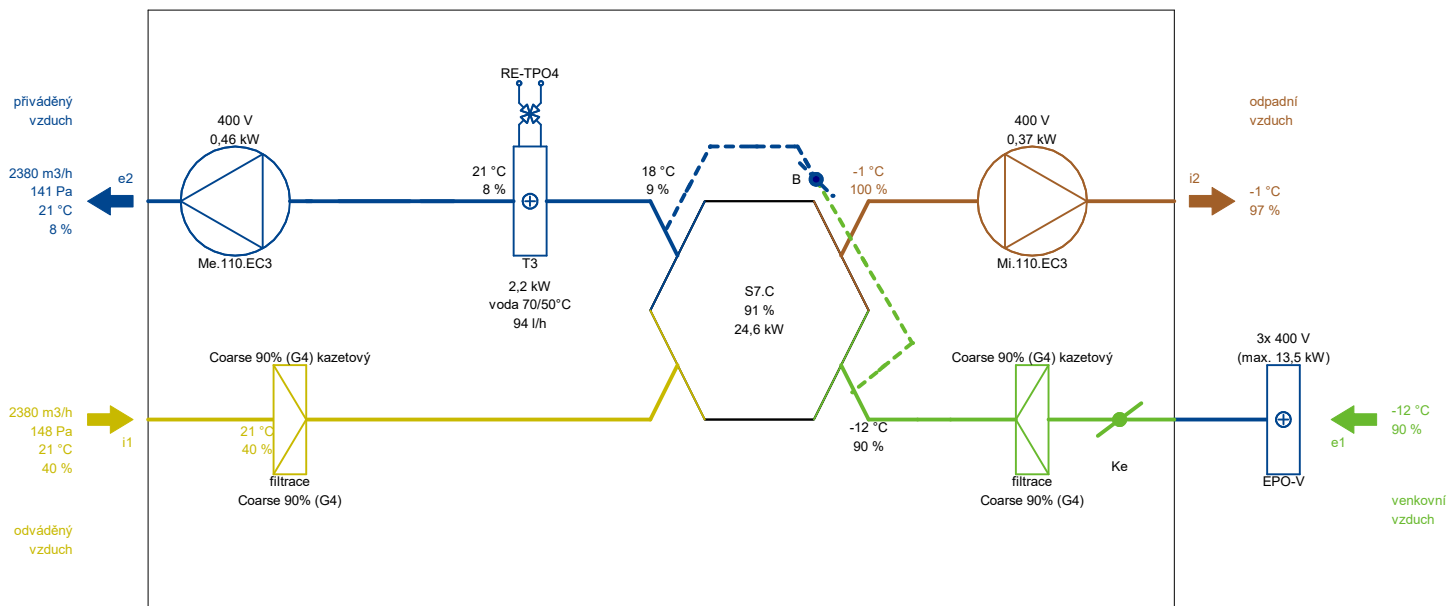 RE-TPO4
přiváděný
vzduch
400 V
0,46 kW
400 V
0,37 kW
odpadní
vzduch
2380 m3/h
141 Pa
21 °C
8 %
e2
21 °C
8 %
18 °C
9 %
B
-1 °C
100 %
i2
-1 °C
97 %
Me.110.EC3
T3
2,2 kW
voda 70/50°C
94 l/h
Mi.110.EC3
S7.C
91 %
24,6 kW
Coarse 90% (G4) kazetový
Coarse 90% (G4) kazetový
3x 400 V
(max. 13,5 kW)
2380 m3/h
148 Pa
21 °C
40 %
i1
21 °C
40 %
-12 °C
90 %
Ke
e1
-12 °C
90 %
filtrace
Coarse 90% (G4)
filtrace
Coarse 90% (G4)
EPO-V
odváděný
vzduch
venkovní
vzduch